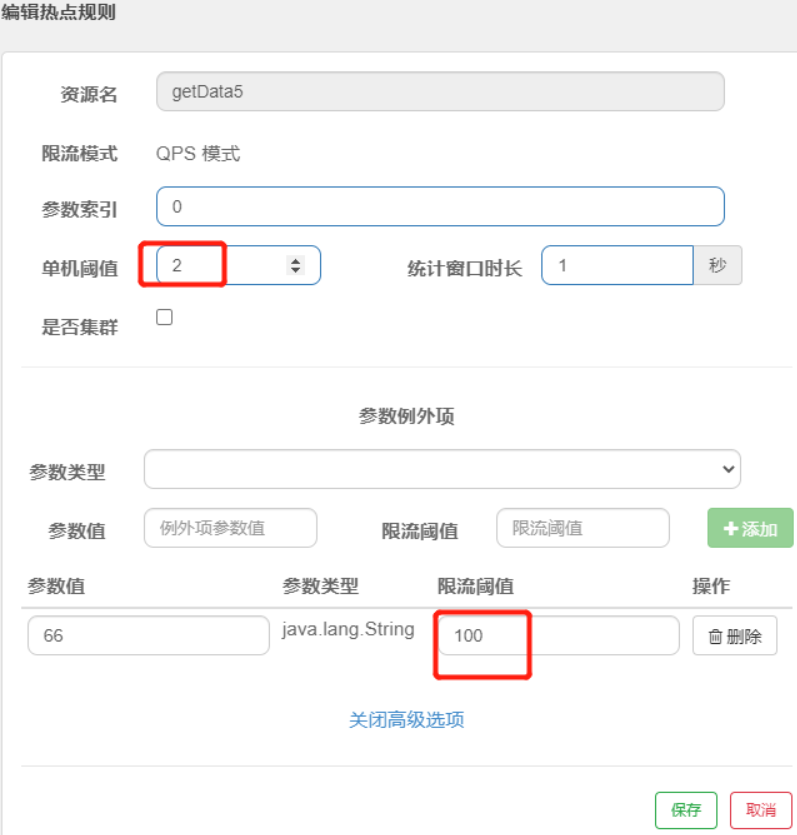 编辑热点规则
资源名 getData5
限流模式 QPS 模式
参数索引 0
单机阈值 2 统计窗口时长 1 秒
是否集群
参数例外项
参数类型
参数值 例外项参数值 限流阈值 限流阈值 添加
参数值 参数类型 限流阈值 操作
66 java.lang.String 100 删除
关闭高级选项
保存 取消